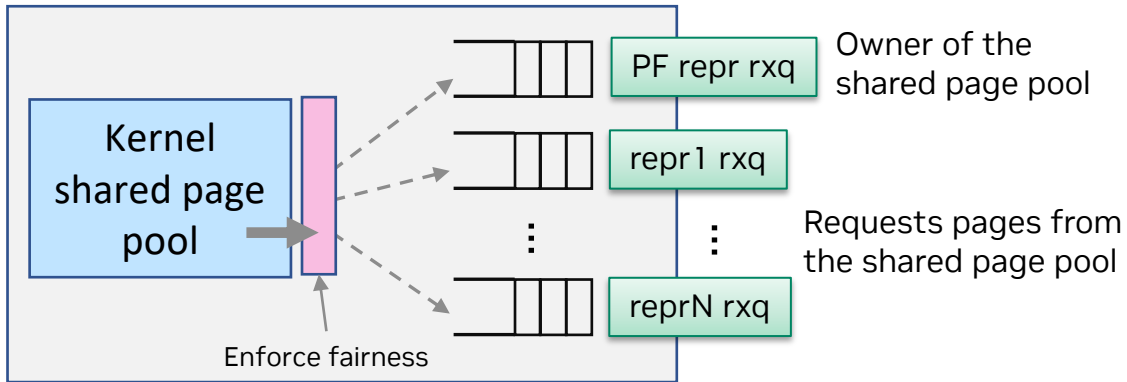 Kernel
shared page
pool
Enforce fairness
PF repr rxq
repr1 rxq
⋮
⋮
reprN rxq
Owner of the
shared page pool
Requests pages from
the shared page pool